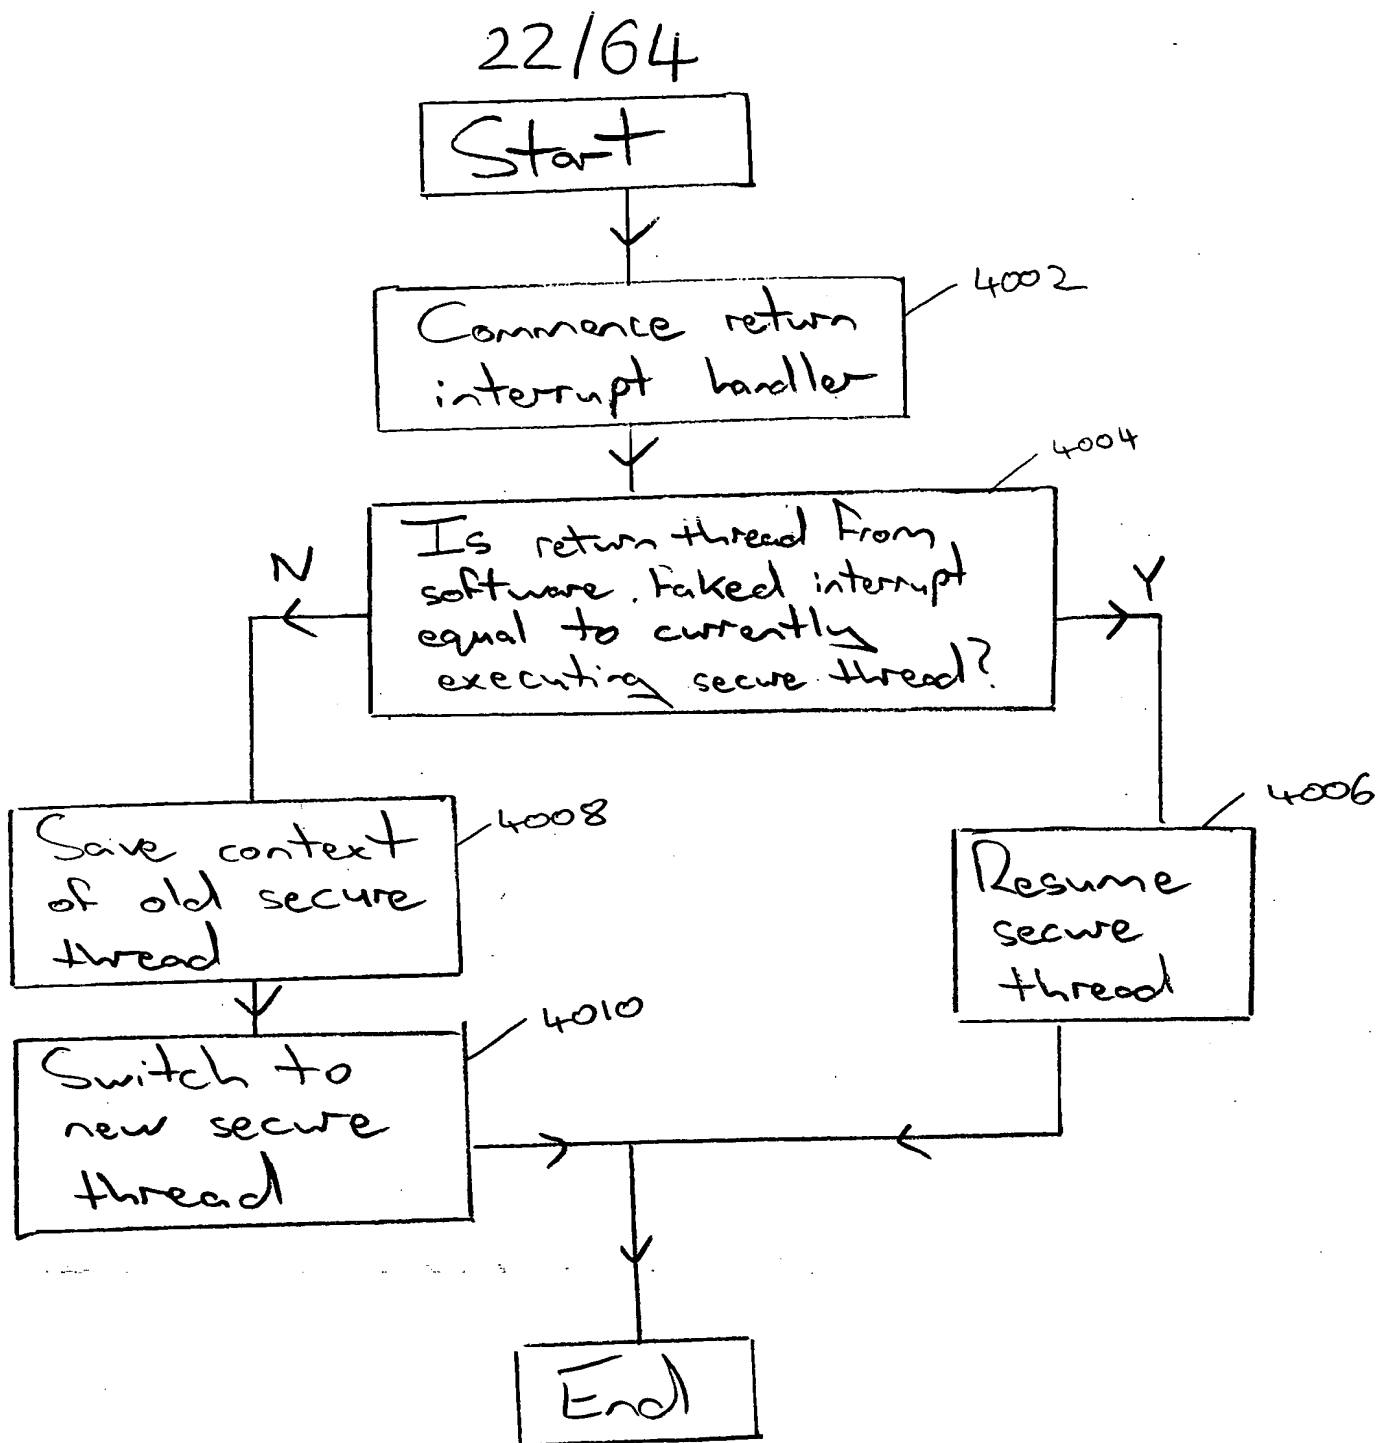 22/64
Start
Commence return
interrupt handler
4002
Is return thread from
software faked interrupt
equal to currently
executing secure thread?
4004
N
Y
Save context
of old secure
thread
4008
Resume
secure
thread
4006
Switch to
new secure
thread
4010
End